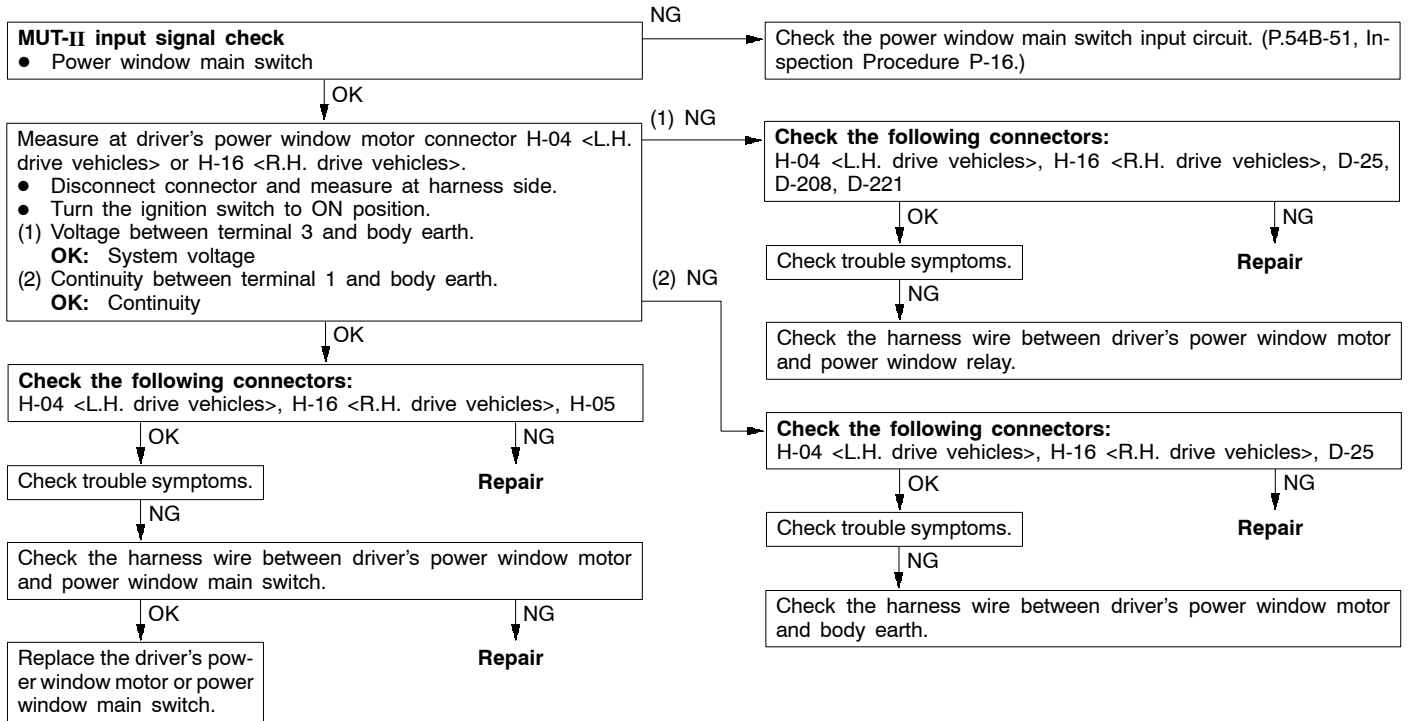 MUT-II input signal check
● Power window main switch
NG
Check the power window main switch input circuit. (P.54B-51, In-
spection Procedure P-16.)
OK
Measure at driver's power window motor connector H-04 <L.H.
drive vehicles> or H-16 <R.H. drive vehicles>.
● Disconnect connector and measure at harness side.
● Turn the ignition switch to ON position.
(1) Voltage between terminal 3 and body earth.
OK: System voltage
(2) Continuity between terminal 1 and body earth.
OK: Continuity
(1) NG
Check the following connectors:
H-04 <L.H. drive vehicles>, H-16 <R.H. drive vehicles>, D-25,
D-208, D-221
OK
NG
Check trouble symptoms.
Repair
NG
Check the harness wire between driver's power window motor
and power window relay.
(2) NG
Check the following connectors:
H-04 <L.H. drive vehicles>, H-16 <R.H. drive vehicles>, D-25
OK
NG
Check trouble symptoms.
Repair
NG
Check the harness wire between driver's power window motor
and body earth.
OK
Check the following connectors:
H-04 <L.H. drive vehicles>, H-16 <R.H. drive vehicles>, H-05
OK
NG
Check trouble symptoms.
Repair
NG
Check the harness wire between driver's power window motor
and power window main switch.
OK
NG
Replace the driver's pow-
er window motor or power
window main switch.
Repair